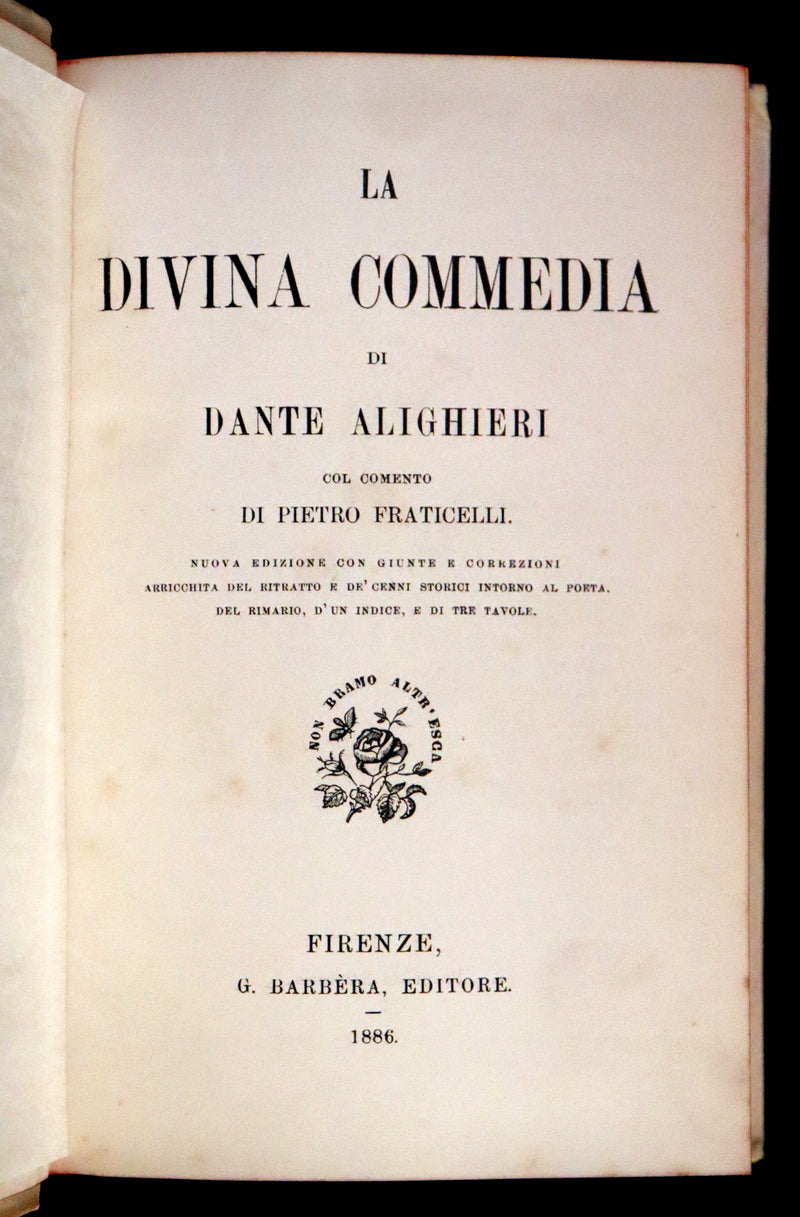 LA
DIVINA COMMEDIA
DI
DANTE ALIGHIERI
COL COMENTO
DI PIETRO FRATICELLI.
NUOVA EDIZIONE CON GIUNTE E CORREZIONI
ARRICCHITA DEL RITRATTO E DE' CENNI STORICI INTORNO AL POETA,
DEL RIMARIO, D'UN INDICE, E DI TRE TAVOLE.
NON BRAMO ALTR' ESCA
FIRENZE,
G. BARBÈRA, EDITORE.
1886.